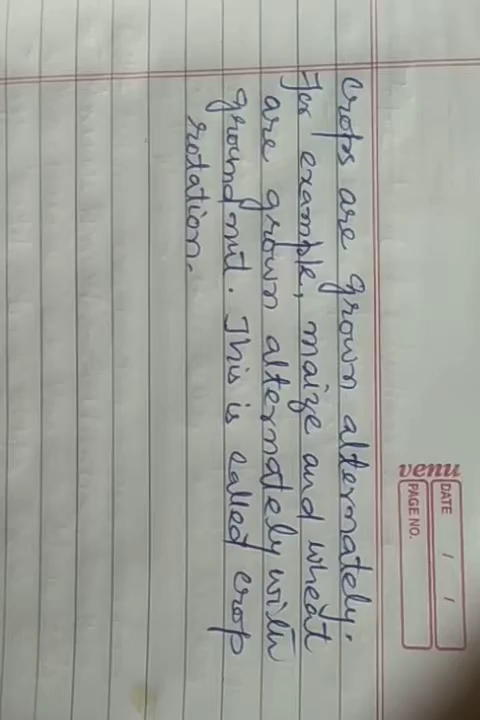 venu
DATE / /
PAGE NO.
crops are grown alternately.
For example, maize and wheat
are grown alternately with
groundnut. This is called crop
rotation.